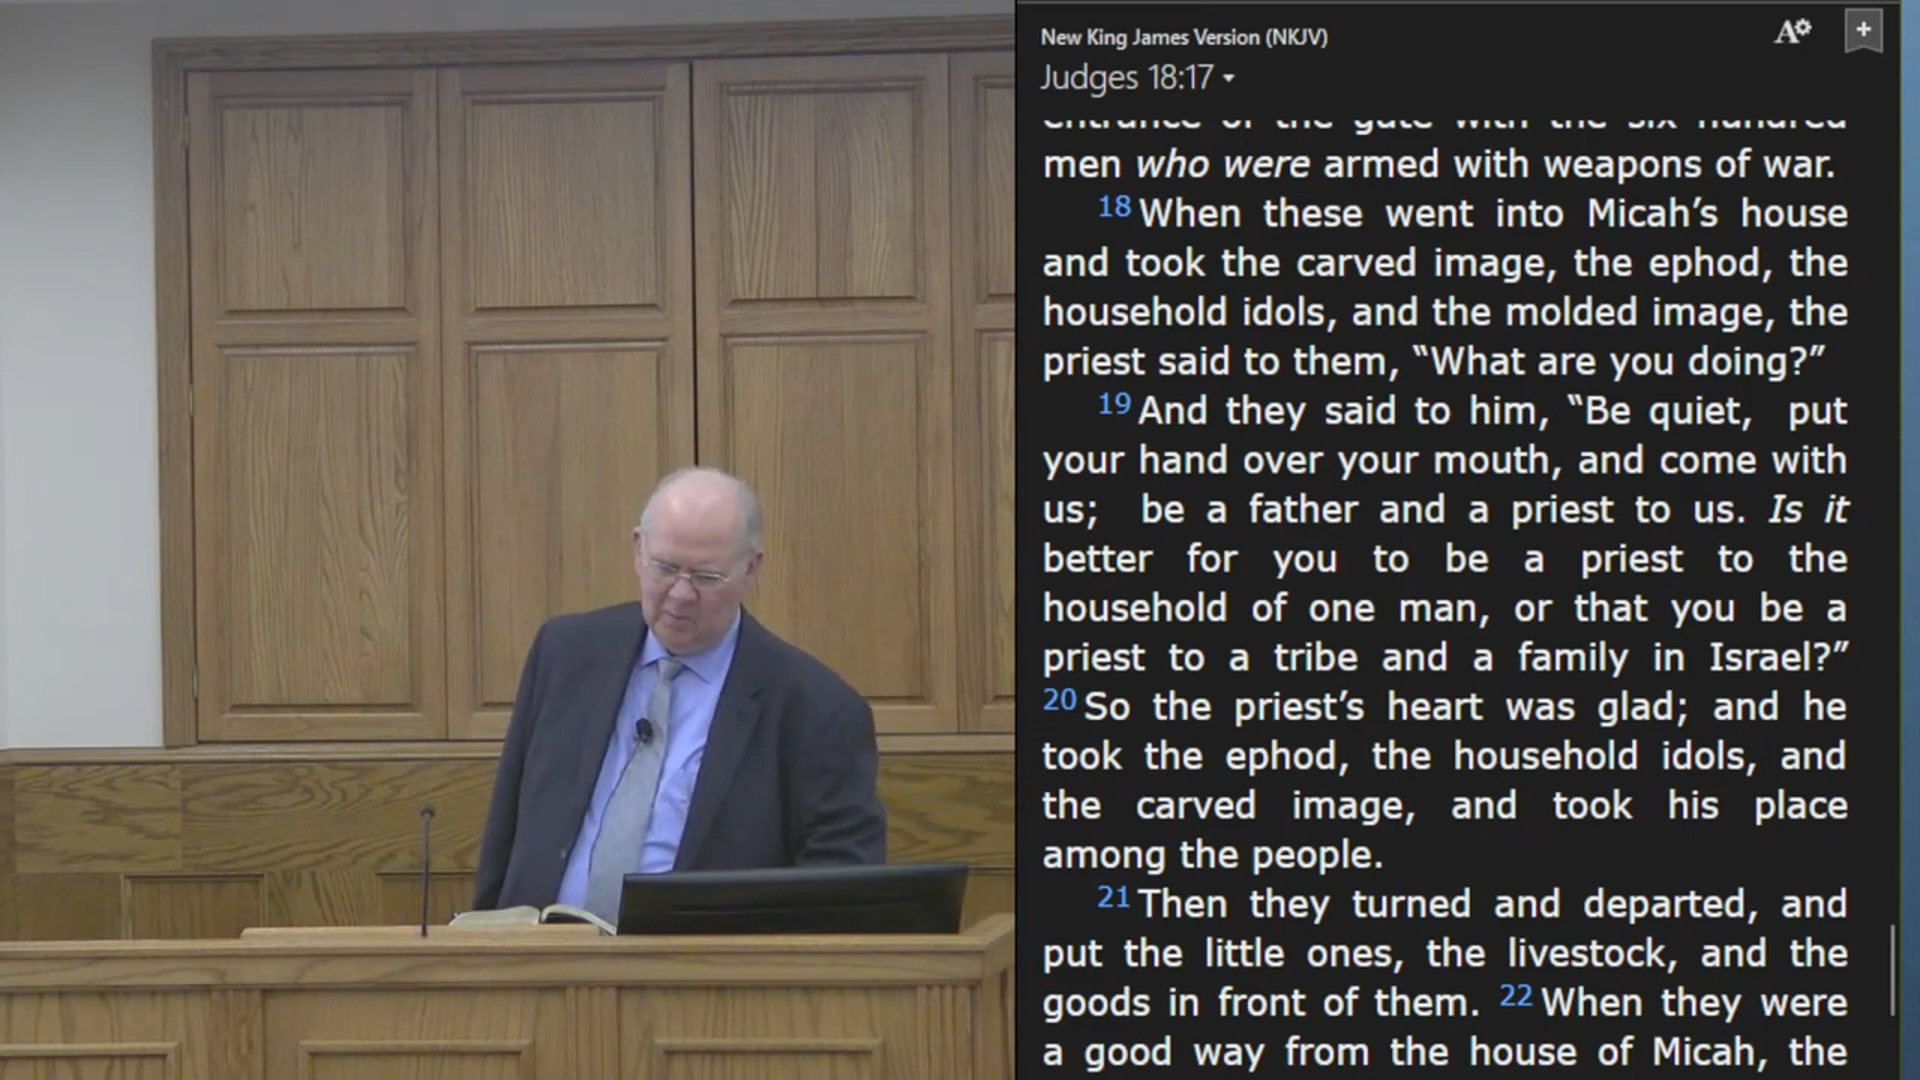 New King James Version (NKJV)
Judges 18:17
entrance of the gate with the six hundred
men who were armed with weapons of war.
18 When these went into Micah’s house
and took the carved image, the ephod, the
household idols, and the molded image, the
priest said to them, “What are you doing?”
19 And they said to him, “Be quiet, put
your hand over your mouth, and come with
us; be a father and a priest to us. Is it
better for you to be a priest to the
household of one man, or that you be a
priest to a tribe and a family in Israel?”
20 So the priest’s heart was glad; and he
took the ephod, the household idols, and
the carved image, and took his place
among the people.
21 Then they turned and departed, and
put the little ones, the livestock, and the
goods in front of them. 22 When they were
a good way from the house of Micah, the